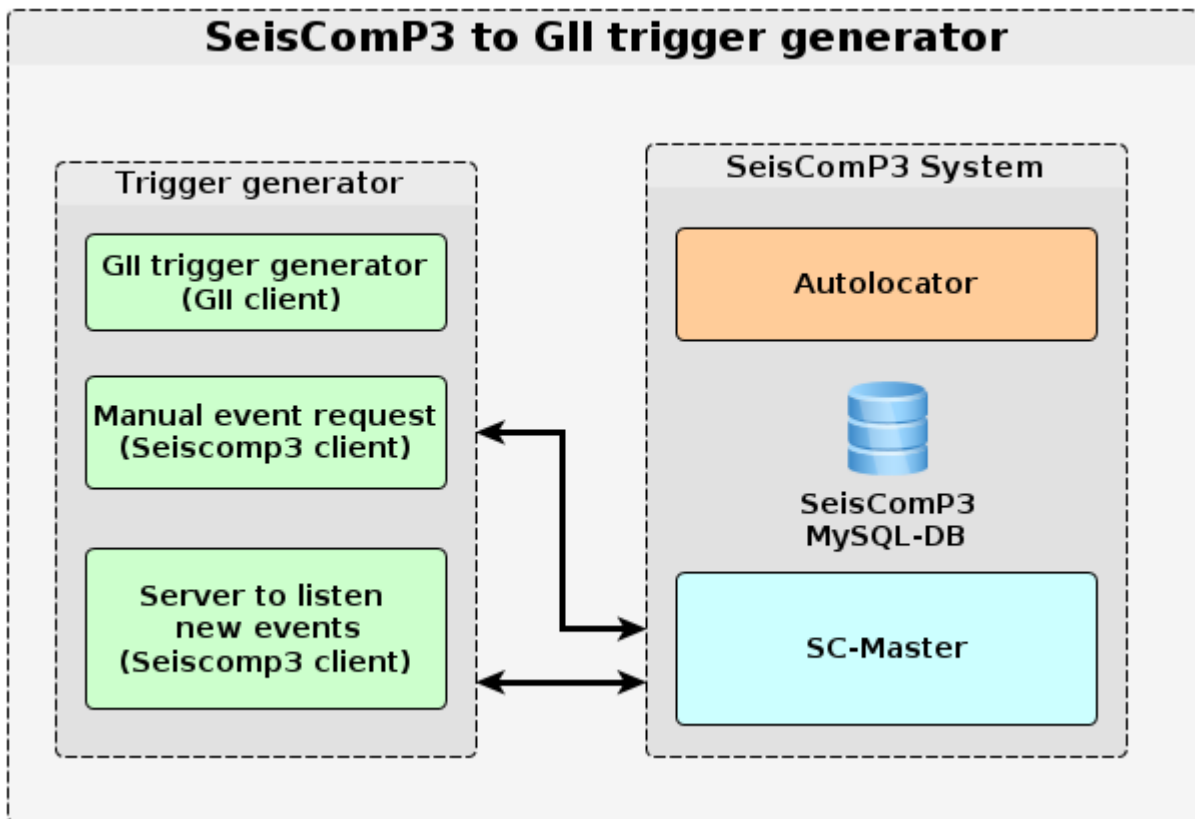 SeisComP3 to GII trigger generator
Trigger generator
GII trigger generator
(GII client)
Manual event request
(Seiscomp3 client)
Server to listen
new events
(Seiscomp3 client)
SeisComP3 System
Autolocator
SeisComP3
MySQL-DB
SC-Master